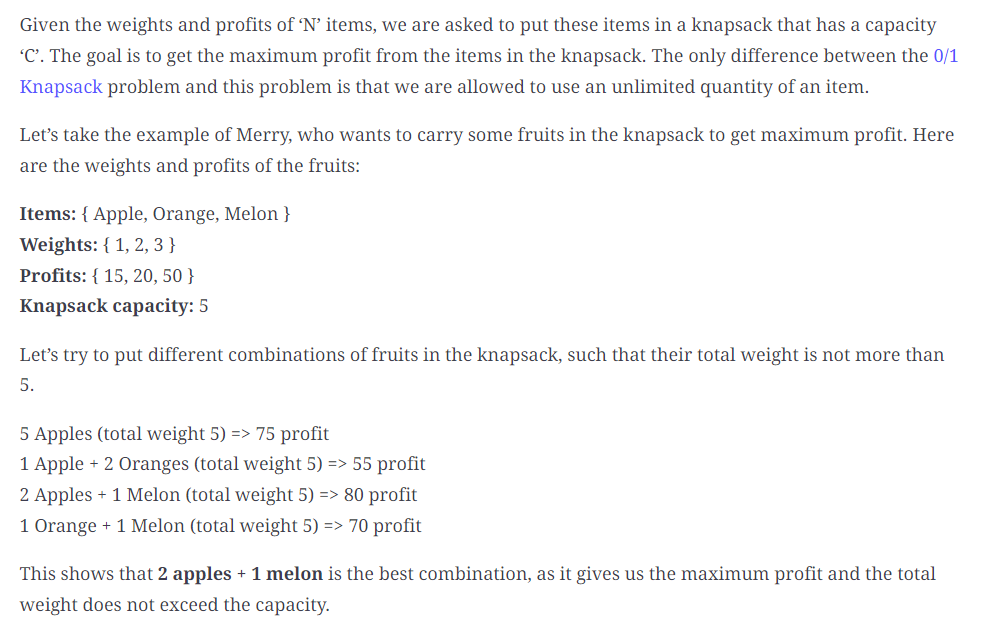 Given the weights and profits of ‘N’ items, we are asked to put these items in a knapsack that has a capacity
‘C’. The goal is to get the maximum profit from the items in the knapsack. The only difference between the 0/1
Knapsack problem and this problem is that we are allowed to use an unlimited quantity of an item.
Let’s take the example of Merry, who wants to carry some fruits in the knapsack to get maximum profit. Here
are the weights and profits of the fruits:
Items: { Apple, Orange, Melon }
Weights: { 1, 2, 3 }
Profits: { 15, 20, 50 }
Knapsack capacity: 5
Let’s try to put different combinations of fruits in the knapsack, such that their total weight is not more than
5.
5 Apples (total weight 5) => 75 profit
1 Apple + 2 Oranges (total weight 5) => 55 profit
2 Apples + 1 Melon (total weight 5) => 80 profit
1 Orange + 1 Melon (total weight 5) => 70 profit
This shows that 2 apples + 1 melon is the best combination, as it gives us the maximum profit and the total
weight does not exceed the capacity.